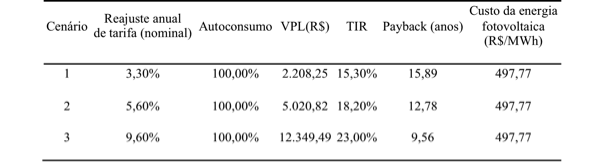 Cenário Reajuste anual de tarifa (nominal) Autoconsumo VPL(R$) TIR Payback (anos) Custo da energia fotovoltaica (R$/MWh)
1 3,30% 100,00% 2.208,25 15,30% 15,89 497,77
2 5,60% 100,00% 5.020,82 18,20% 12,78 497,77
3 9,60% 100,00% 12.349,49 23,00% 9,56 497,77